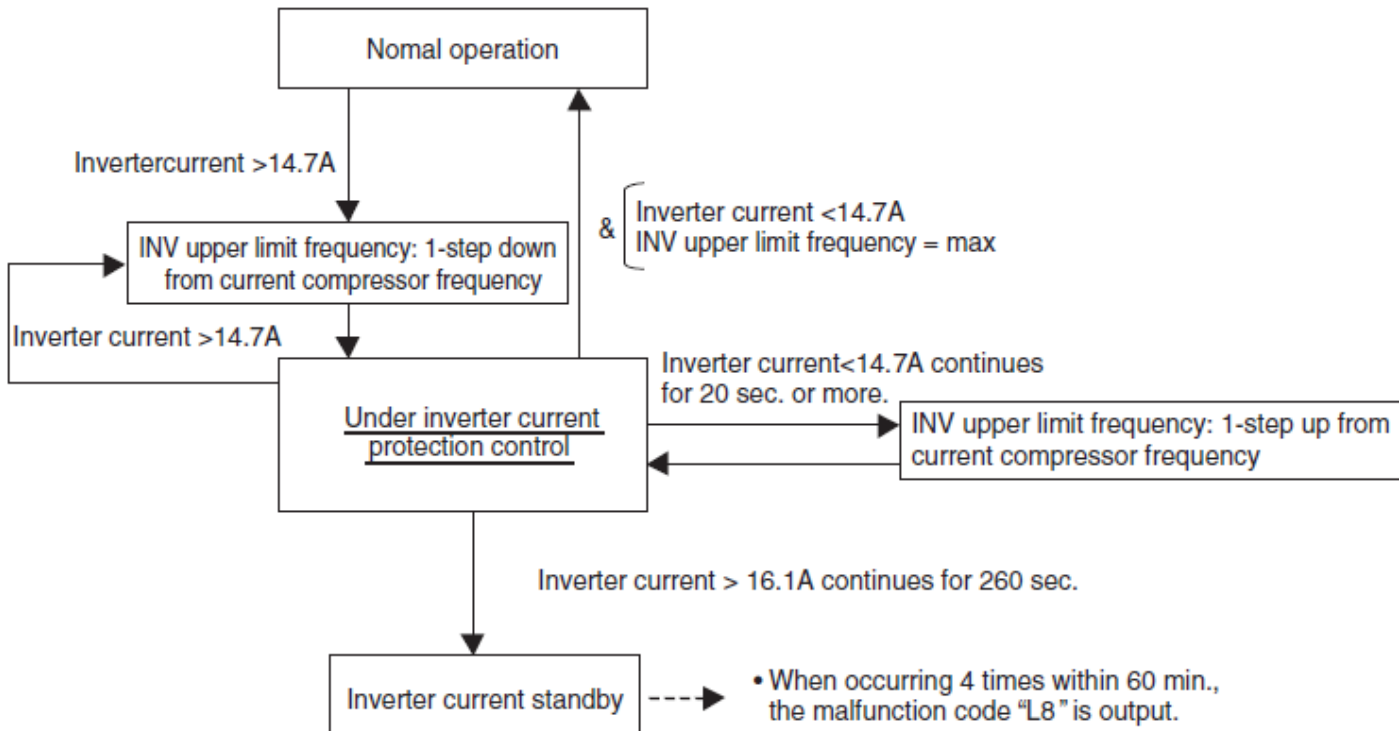 Nomal operation
Invertercurrent >14.7A
& Inverter current <14.7A
INV upper limit frequency = max
INV upper limit frequency: 1-step down
from current compressor frequency
Inverter current >14.7A
Inverter current<14.7A continues
for 20 sec. or more.
Under inverter current
protection control
INV upper limit frequency: 1-step up from
current compressor frequency
Inverter current > 16.1A continues for 260 sec.
Inverter current standby
• When occurring 4 times within 60 min.,
the malfunction code “L8” is output.